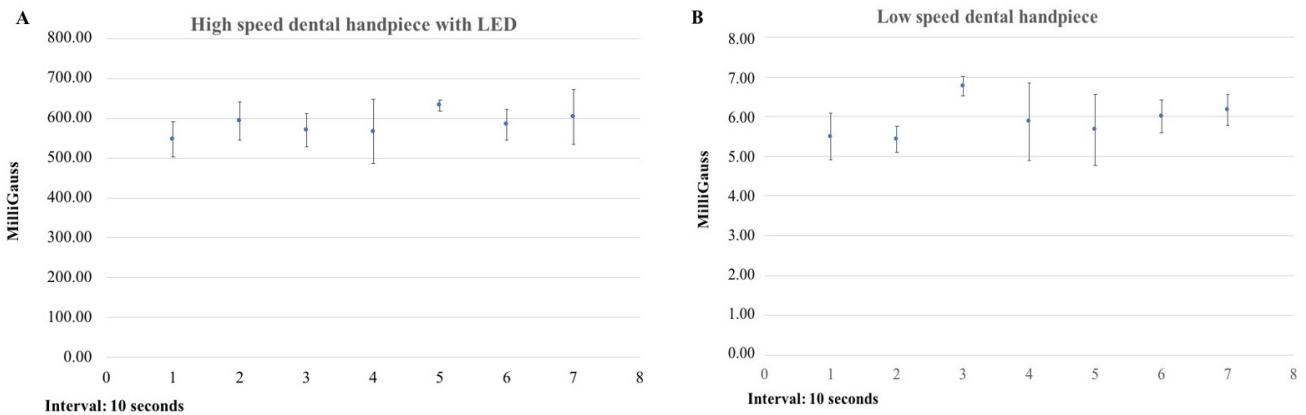 A
High speed dental handpiece with LED
800.00
700.00
600.00
500.00
400.00
300.00
200.00
100.00
0.00
MilliGauss
0 1 2 3 4 5 6 7 8
Interval: 10 seconds
B
Low speed dental handpiece
8.00
7.00
6.00
5.00
4.00
3.00
2.00
1.00
0.00
MilliGauss
0 1 2 3 4 5 6 7 8
Interval: 10 seconds